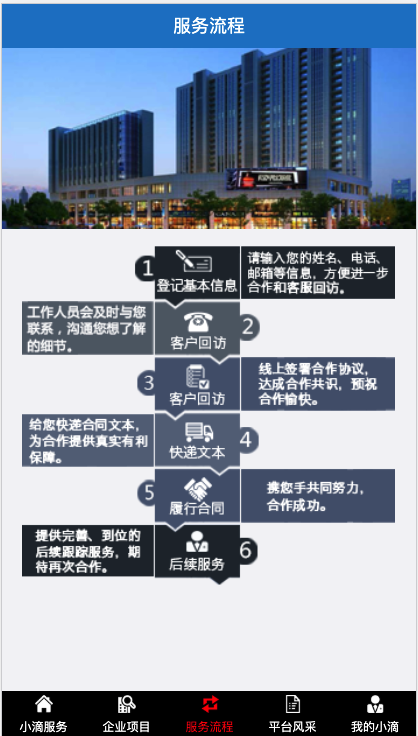 服务流程
1
登记基本信息
请输入您的姓名、电话、
邮箱等信息，方便进一步
合作和客服回访。
工作人员会及时与您
联系，沟通您想了解
的细节。
客户回访
2
3
客户回访
线上签署合作协议，
达成合作共识，预祝
合作愉快。
给您快递合同文本，
为合作提供真实有利
保障。
快递文本
4
5
履行合同
携您手共同努力，
合作成功。
提供完善、到位的
后续跟踪服务，期
待再次合作。
后续服务
6
小滴服务
企业项目
服务流程
平台风采
我的小滴